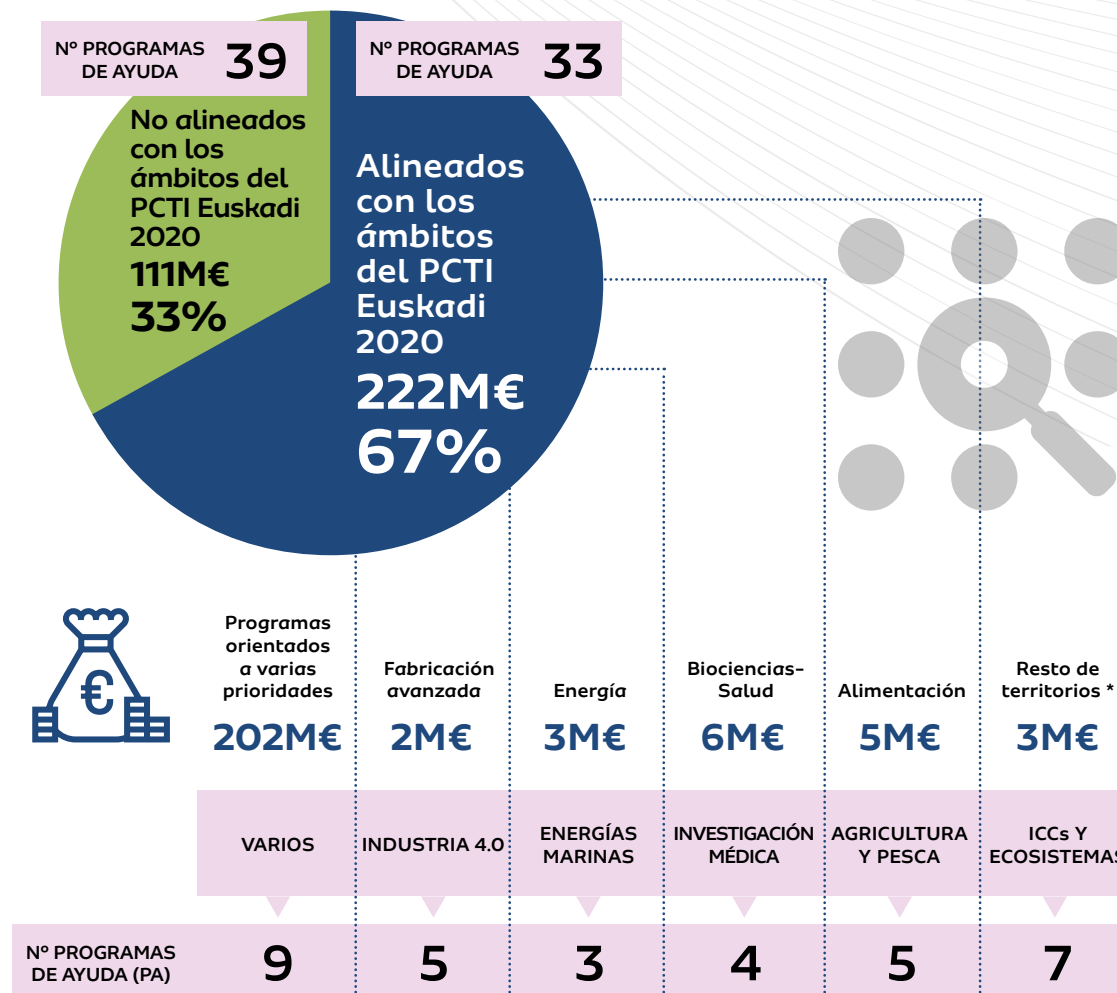 Nº PROGRAMAS
DE AYUDA
39
Nº PROGRAMAS
DE AYUDA
33
No alineados
con los
ámbitos del
PCTI Euskadi
2020
111M€
33%
Alineados
con los
ámbitos
del PCTI
Euskadi
2020
222M€
67%
€
Programas
orientados
a varias
prioridades
202M€
Fabricación
avanzada
2M€
Energía
3M€
Biociencias-
Salud
6M€
Alimentación
5M€
Resto de
territorios *
3M€
VARIOS
INDUSTRIA 4.0
ENERGÍAS
MARINAS
INVESTIGACIÓN
MÉDICA
AGRICULTURA
Y PESCA
ICCs Y
ECOSISTEMAS
Nº PROGRAMAS
DE AYUDA (PA)
9
5
3
4
5
7